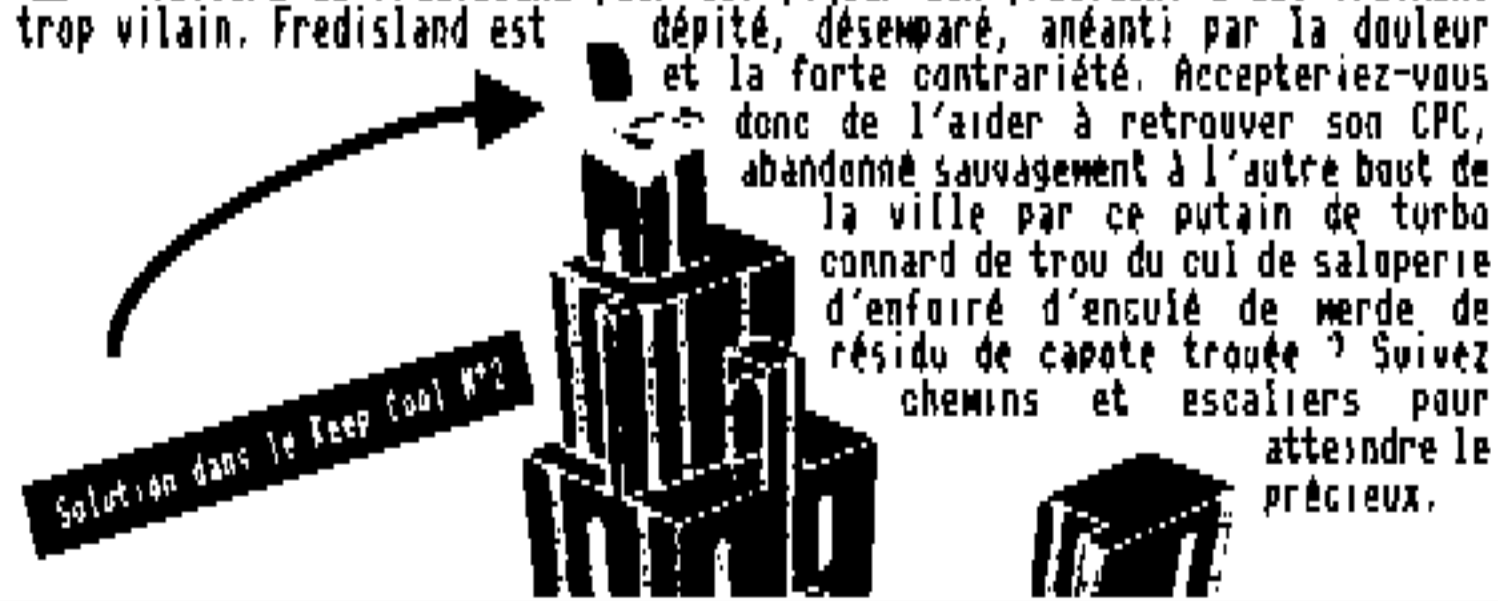 trop vilain. Fredisland est dépité, désemparé, anéanti par la douleur
et la forte contrariété. Accepteriez-vous
donc de l'aider à retrouver son CPC,
abandonné sauvagement à l'autre bout de
la ville par ce putain de turbo
connard de trou du cul de saloperie
d'enfoiré d'enculé de merde de
résidu de capote trouée ? Suivez
chemins et escaliers pour
atteindre le
précieux.
Solution dans le Keep Cool N°2